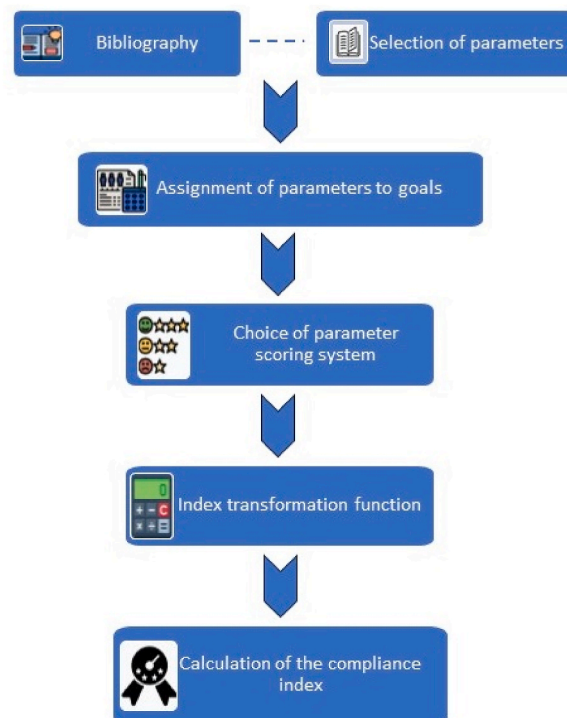 Bibliography
Selection of parameters
Assignment of parameters to goals
Choice of parameter
scoring system
0
+ - C
x ÷ =
Index transformation function
Calculation of the compliance
index